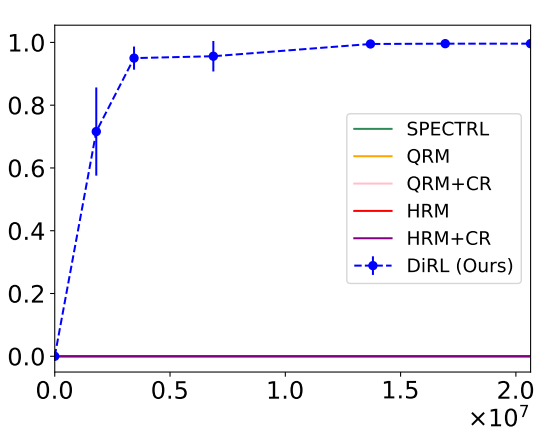 1.0
0.8
0.6
0.4
0.2
0.0
SPECTRL
QRM
QRM+CR
HRM
HRM+CR
DiRL (Ours)
0.0 0.5 1.0 1.5 2.0
×10⁷